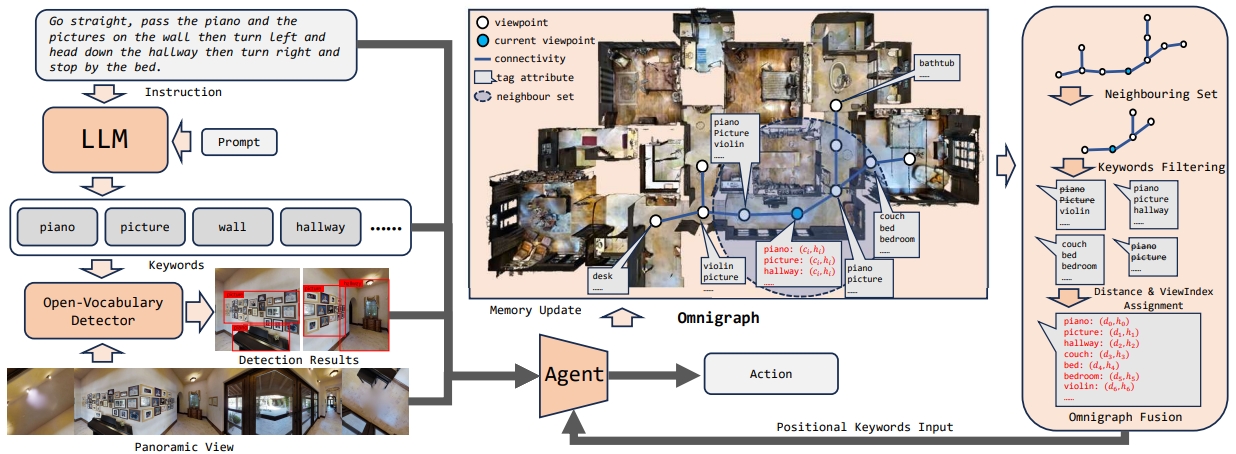 Go straight, pass the piano and the
pictures on the wall then turn left and
head down the hallway then turn right and
stop by the bed.
Instruction
LLM
Prompt
piano
picture
wall
hallway
......
Keywords
Open-Vocabulary
Detector
Detection Results
Panoramic View
viewpoint
current viewpoint
connectivity
tag attribute
neighbour set
bathtub
……
piano
Picture
violin
……
couch
bed
bedroom
……
piano: (c_i,h_i)
picture: (c_i,h_i)
hallway: (c_i,h_i)
……
piano
picture
……
violin
picture
……
desk
……
Memory Update
Omnigraph
Agent
Action
Positional Keywords Input
Neighbouring Set
Keywords Filtering
piano
Picture
violin
……
piano
picture
hallway
……
couch
bed
bedroom
……
piano
picture
……
Distance & ViewIndex
Assignment
piano: (d_0,h_0)
picture: (d_1,h_1)
hallway: (d_2,h_2)
couch: (d_3,h_3)
bed: (d_4,h_4)
bedroom: (d_5,h_5)
violin: (d_6,h_6)
……
Omnigraph Fusion